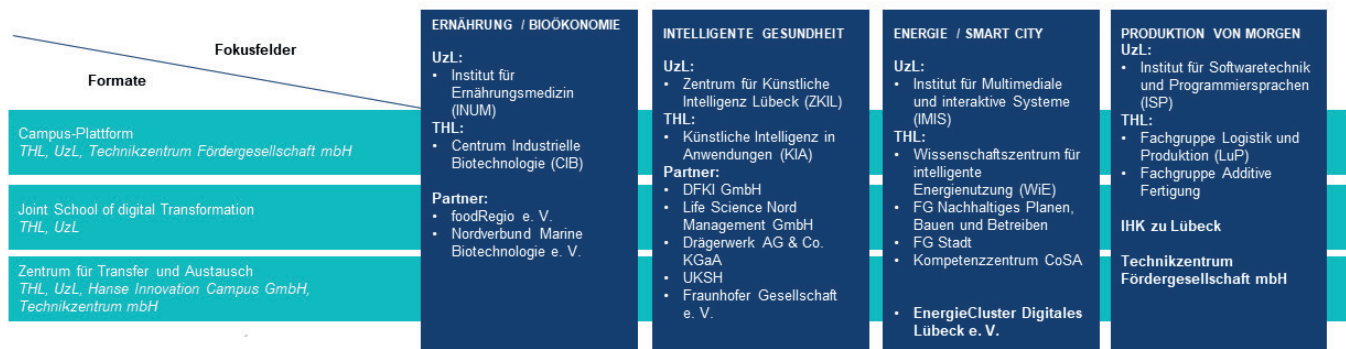 Fokusfelder
Formate
Campus-Plattform
THL, UzL, Technikzentrum Fördergesellschaft mbH
Joint School of digital Transformation
THL, UzL
Zentrum für Transfer und Austausch
THL, UzL, Hanse Innovation Campus GmbH,
Technikzentrum mbH
ERNÄHRUNG / BIOÖKONOMIE
UzL:
• Institut für
Ernährungsmedizin
(INUM)
THL:
• Centrum Industrielle
Biotechnologie (CIB)
Partner:
• foodRegio e. V.
• Nordverbund Marine
Biotechnologie e. V.
INTELLIGENTE GESUNDHEIT
UzL:
• Zentrum für Künstliche
Intelligenz Lübeck (ZKIL)
THL:
• Künstliche Intelligenz in
Anwendungen (KIA)
Partner:
• DFKI GmbH
• Life Science Nord
Management GmbH
• Drägerwerk AG & Co.
KGaA
• UKSH
• Fraunhofer Gesellschaft
e. V.
ENERGIE / SMART CITY
UzL:
• Institut für Multimediale
und interaktive Systeme
(IMIS)
THL:
• Wissenschaftszentrum für
intelligente
Energienutzung (WiE)
• FG Nachhaltiges Planen,
Bauen und Betreiben
• FG Stadt
• Kompetenzzentrum CoSA
• EnergieCluster Digitales
Lübeck e. V.
PRODUKTION VON MORGEN
UzL:
• Institut für Softwaretechnik
und Programmiersprachen
(ISP)
THL:
• Fachgruppe Logistik und
Produktion (LuP)
• Fachgruppe Additive
Fertigung
IHK zu Lübeck
Technikzentrum
Fördergesellschaft mbH